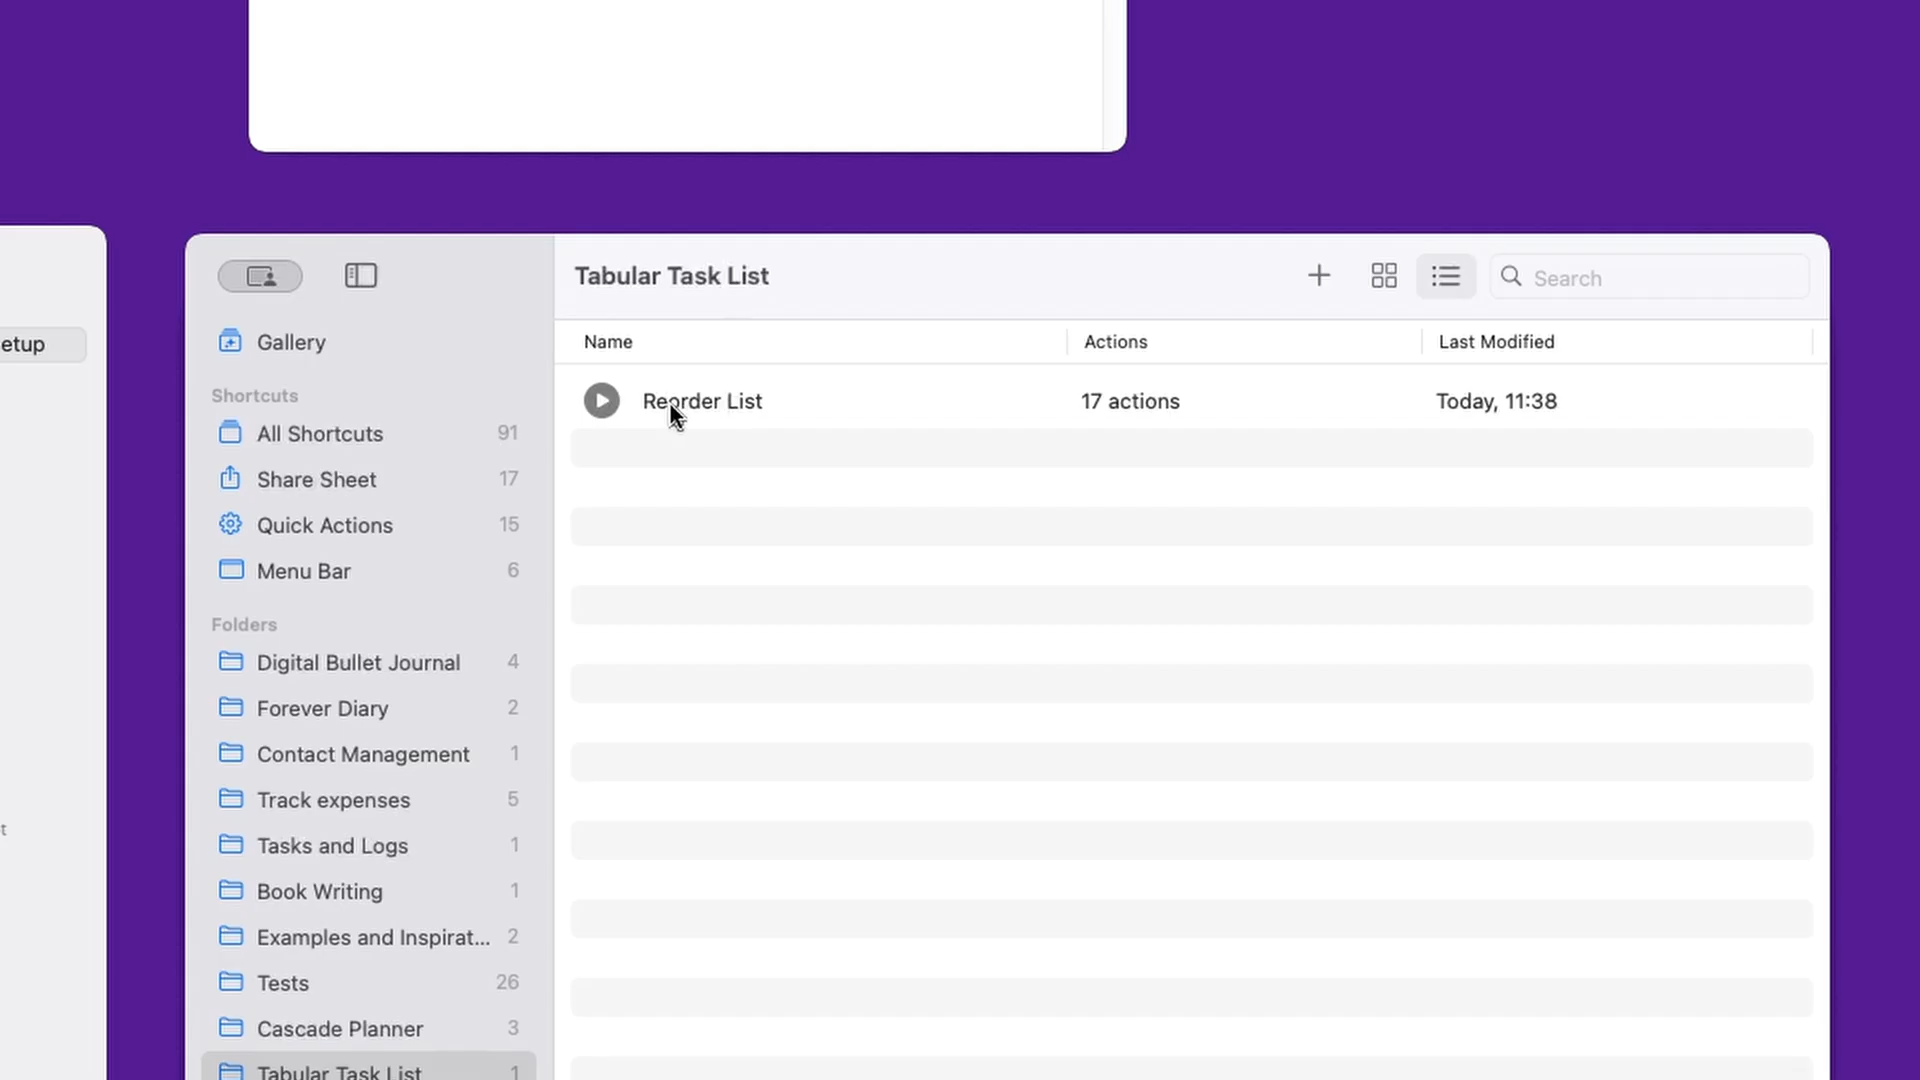 etup
t
Tabular Task List
Search
Gallery
Shortcuts
All Shortcuts 91
Share Sheet 17
Quick Actions 15
Menu Bar 6
Folders
Digital Bullet Journal 4
Forever Diary 2
Contact Management 1
Track expenses 5
Tasks and Logs 1
Book Writing 1
Examples and Inspirat... 2
Tests 26
Cascade Planner 3
Tabular Task List 1
Name Actions Last Modified
Reorder List 17 actions Today, 11:38